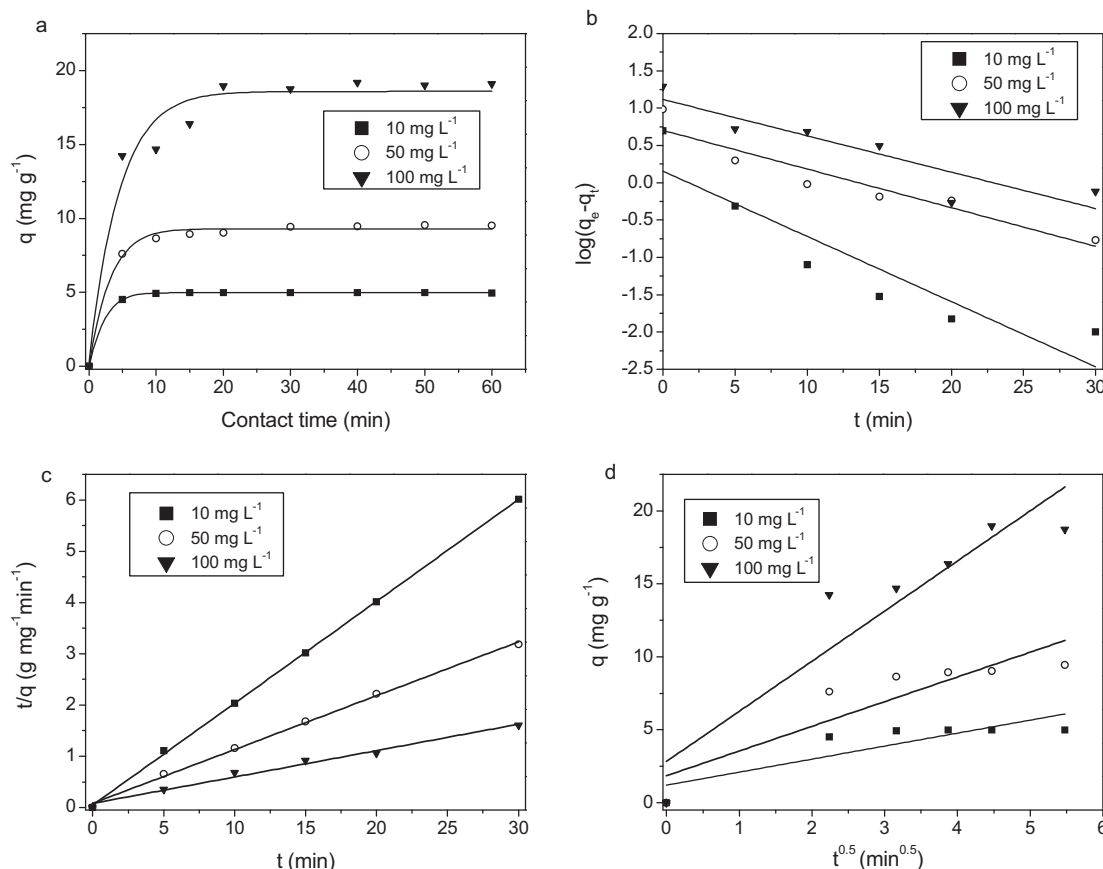 a
20
15
10
5
0
q (mg g⁻¹)
10 mg L⁻¹
50 mg L⁻¹
100 mg L⁻¹
0 10 20 30 40 50 60
Contact time (min)
b
2.0
1.5
1.0
0.5
0.0
-0.5
-1.0
-1.5
-2.0
-2.5
log(qₑ-qₜ)
10 mg L⁻¹
50 mg L⁻¹
100 mg L⁻¹
0 5 10 15 20 25 30
t (min)
c
6
5
4
3
2
1
0
t/q (g mg⁻¹min⁻¹)
10 mg L⁻¹
50 mg L⁻¹
100 mg L⁻¹
0 5 10 15 20 25 30
t (min)
d
25
20
15
10
5
0
q (mg g⁻¹)
10 mg L⁻¹
50 mg L⁻¹
100 mg L⁻¹
0 1 2 3 4 5 6
t⁰·⁵ (min⁰·⁵)